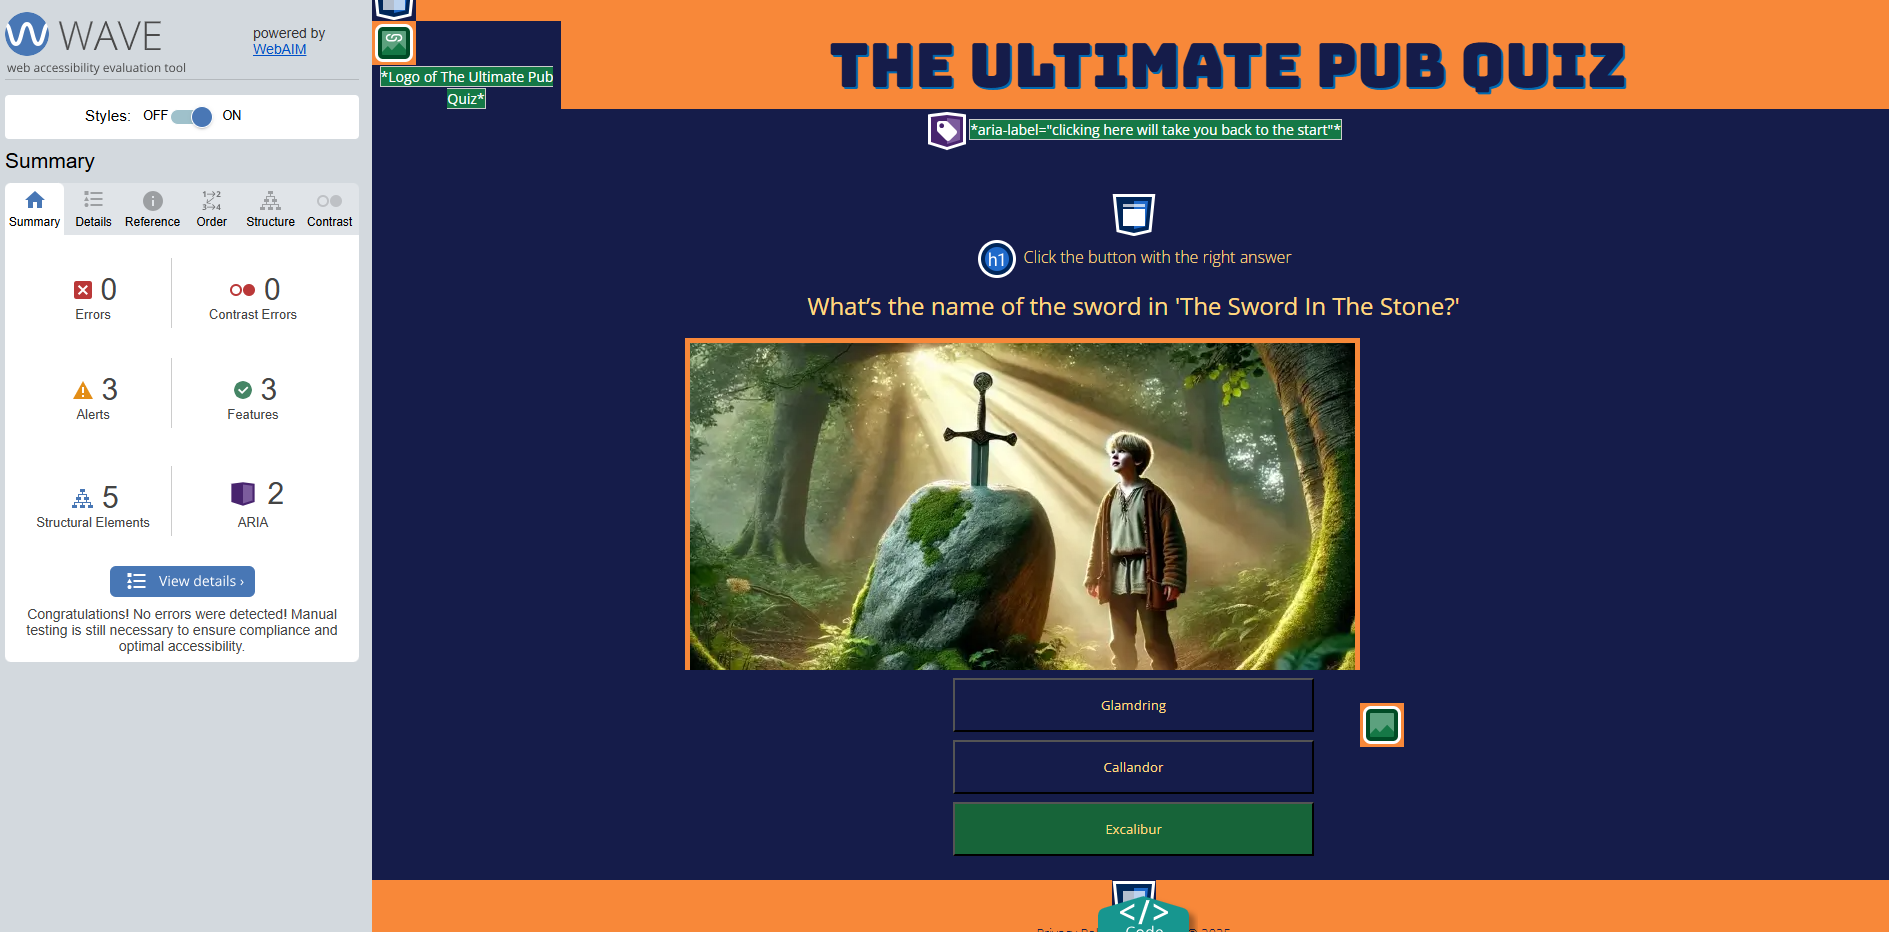 WAVE
web accessibility evaluation tool
powered by
WebAIM
Styles: OFF ON
Summary
Summary Details Reference Order Structure Contrast
1→2
3→4
0
Errors
0
Contrast Errors
3
Alerts
3
Features
5
Structural Elements
2
ARIA
View details ›
Congratulations! No errors were detected! Manual
testing is still necessary to ensure compliance and
optimal accessibility.
*Logo of The Ultimate Pub
Quiz*
THE ULTIMATE PUB QUIZ
*aria-label="clicking here will take you back to the start"*
h1 Click the button with the right answer
What’s the name of the sword in 'The Sword In The Stone?'
Glamdring
Callandor
Excalibur
</>
Code